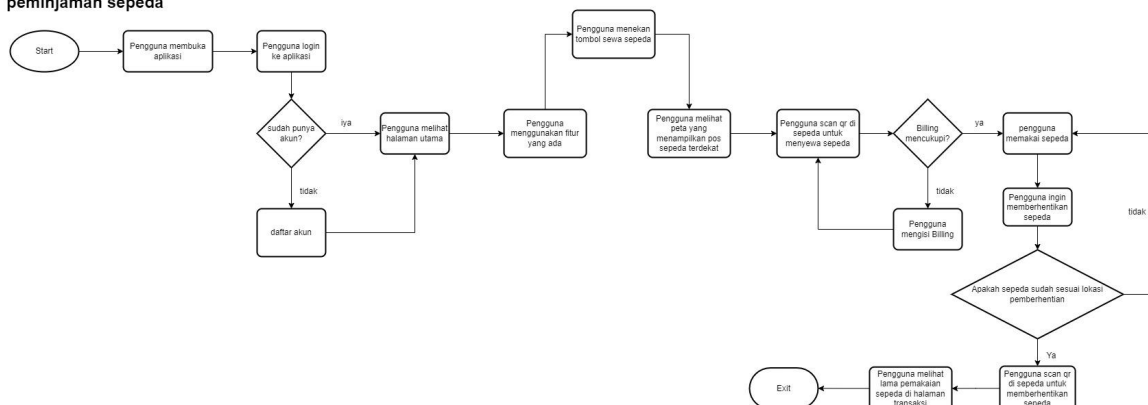 peminjaman sepeda
Start
Pengguna membuka
aplikasi
Pengguna login
ke aplikasi
sudah punya
akun?
iya
tidak
daftar akun
Pengguna melihat
halaman utama
Pengguna
menggunakan fitur
yang ada
Pengguna menekan
tombol sewa sepeda
Pengguna melihat
peta yang
menampilkan pos
sepeda terdekat
Pengguna scan qr di
sepeda untuk
menyewa sepeda
Billing
mencukupi?
ya
tidak
Pengguna
mengisi Billing
pengguna
memakai sepeda
Pengguna ingin
memberhentikan
sepeda
tidak
Apakah sepeda sudah sesuai lokasi
pemberhentian
Ya
Pengguna scan qr
di sepeda untuk
memberhentikan
sepeda
Pengguna melihat
lama pemakaian
sepeda di halaman
transaksi
Exit